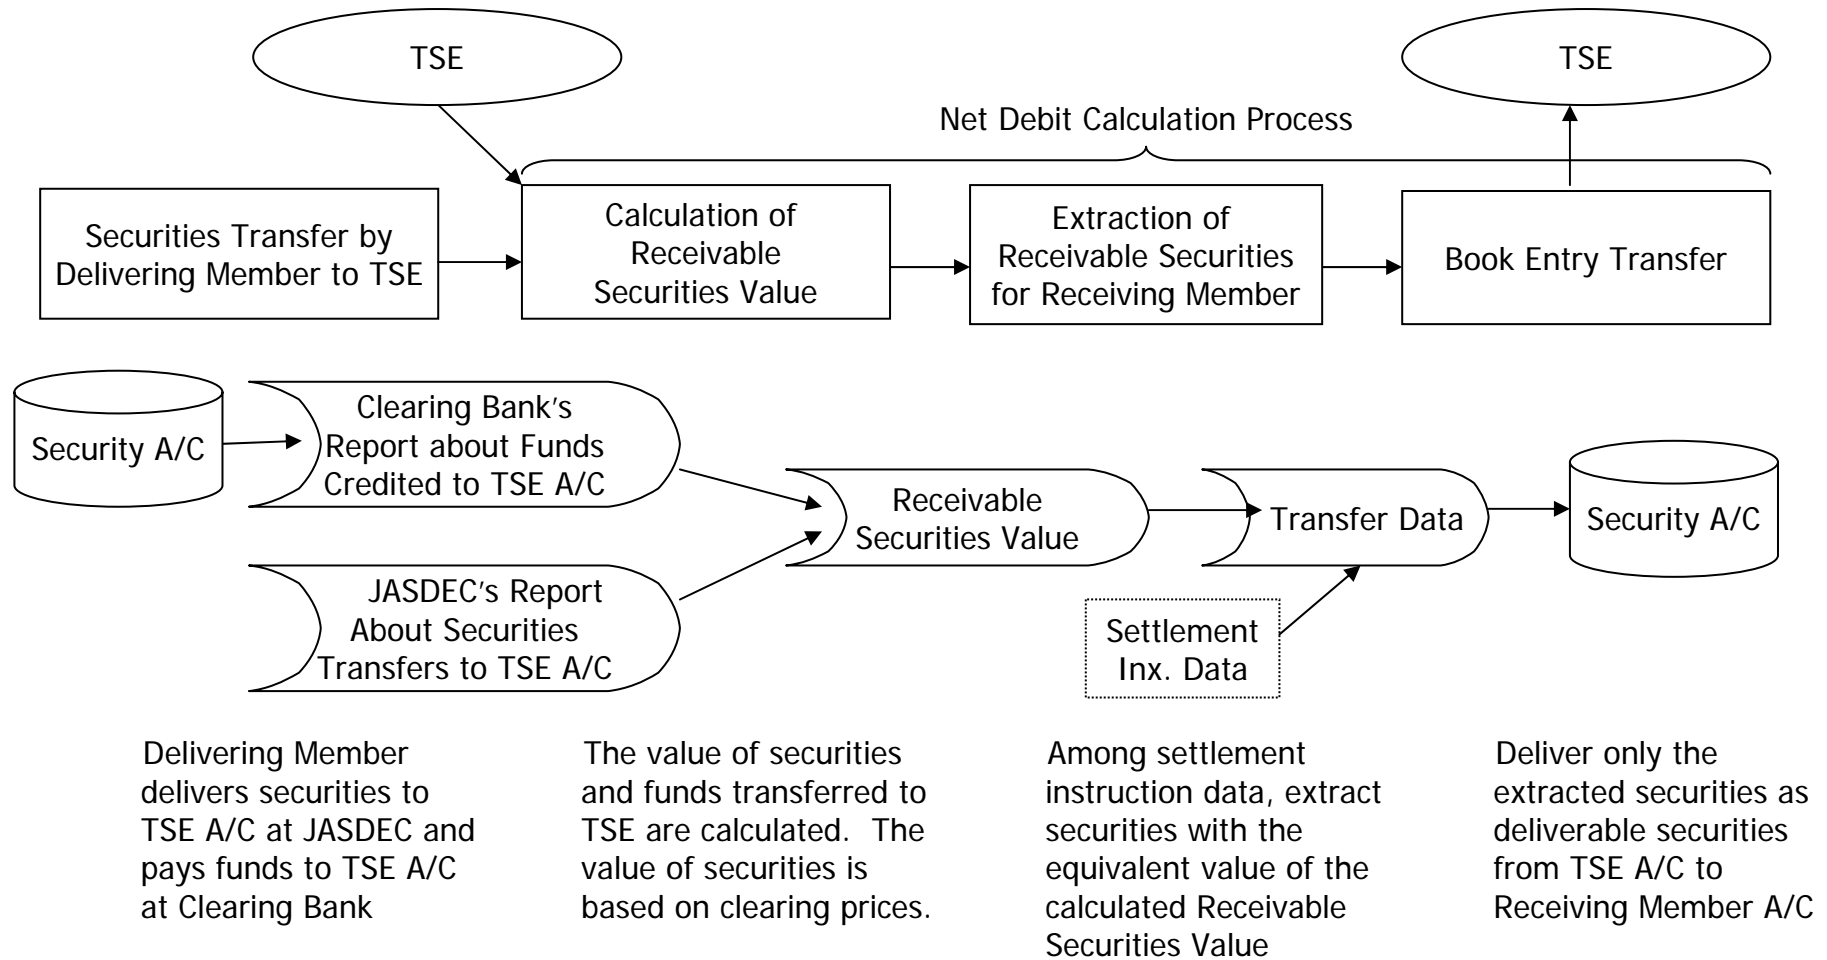 TSE
TSE
Net Debit Calculation Process
Securities Transfer by
Delivering Member to TSE
Calculation of
Receivable
Securities Value
Extraction of
Receivable Securities
for Receiving Member
Book Entry Transfer
Security A/C
Clearing Bank's
Report about Funds
Credited to TSE A/C
JASDEC's Report
About Securities
Transfers to TSE A/C
Receivable
Securities Value
Transfer Data
Settlement
Inx. Data
Security A/C
Delivering Member
delivers securities to
TSE A/C at JASDEC and
pays funds to TSE A/C
at Clearing Bank
The value of securities
and funds transferred to
TSE are calculated.  The
value of securities is
based on clearing prices.
Among settlement
instruction data, extract
securities with the
equivalent value of the
calculated Receivable
Securities Value
Deliver only the
extracted securities as
deliverable securities
from TSE A/C to
Receiving Member A/C